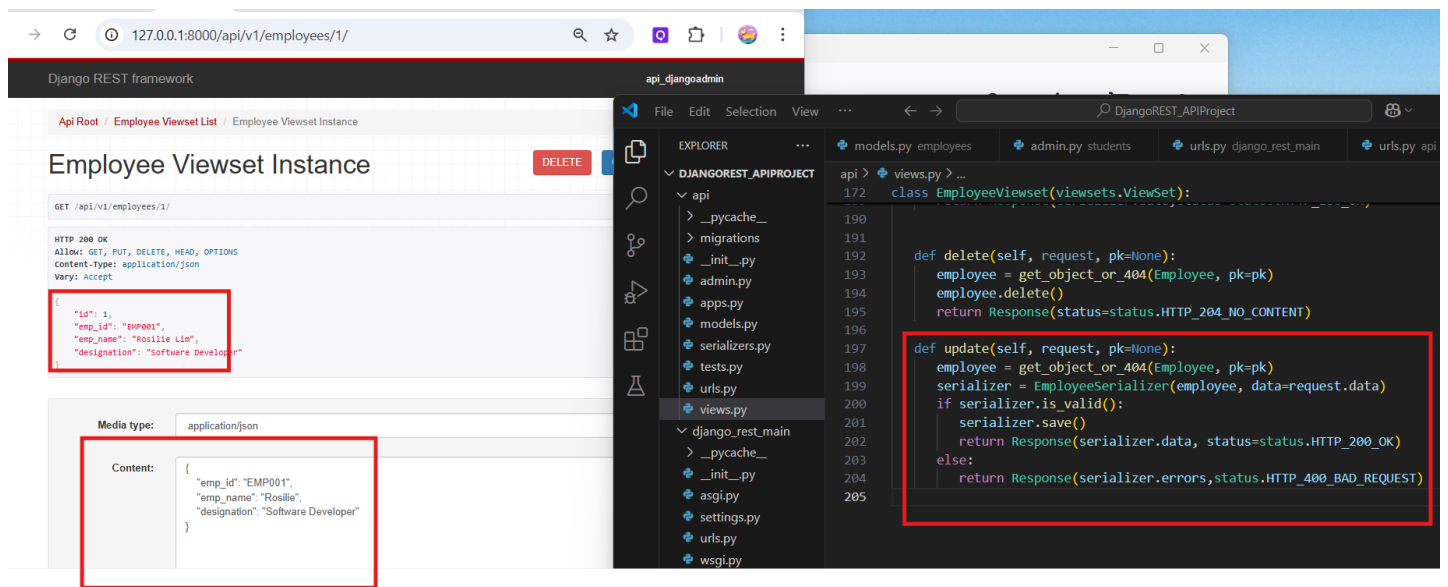 127.0.0.1:8000/api/v1/employees/1/
Django REST framework
api_djangoadmin
Api Root / Employee Viewset List / Employee Viewset Instance
Employee Viewset Instance
DELETE
GET /api/v1/employees/1/
HTTP 200 OK
Allow: GET, PUT, DELETE, HEAD, OPTIONS
Content-Type: application/json
Vary: Accept
{
"id": 1,
"emp_id": "EMP001",
"emp_name": "Rosilie Lim",
"designation": "Software Developer"
}
Media type:
application/json
Content:
{
"emp_id": "EMP001",
"emp_name": "Rosilie",
"designation": "Software Developer"
}
File Edit Selection View ...
DjangoREST_APIProject
EXPLORER ...
DJANGOREST_APIPROJECT
api
__pycache__
migrations
__init__.py
admin.py
apps.py
models.py
serializers.py
tests.py
urls.py
views.py
django_rest_main
__pycache__
__init__.py
asgi.py
settings.py
urls.py
wsgi.py
models.py employees
admin.py students
urls.py django_rest_main
urls.py api
api > views.py > ...
172 class EmployeeViewset(viewsets.ViewSet):
190
191
192 def delete(self, request, pk=None):
193 employee = get_object_or_404(Employee, pk=pk)
194 employee.delete()
195 return Response(status=status.HTTP_204_NO_CONTENT)
196
197 def update(self, request, pk=None):
198 employee = get_object_or_404(Employee, pk=pk)
199 serializer = EmployeeSerializer(employee, data=request.data)
200 if serializer.is_valid():
201 serializer.save()
202 return Response(serializer.data, status=status.HTTP_200_OK)
203 else:
204 return Response(serializer.errors,status.HTTP_400_BAD_REQUEST)
205